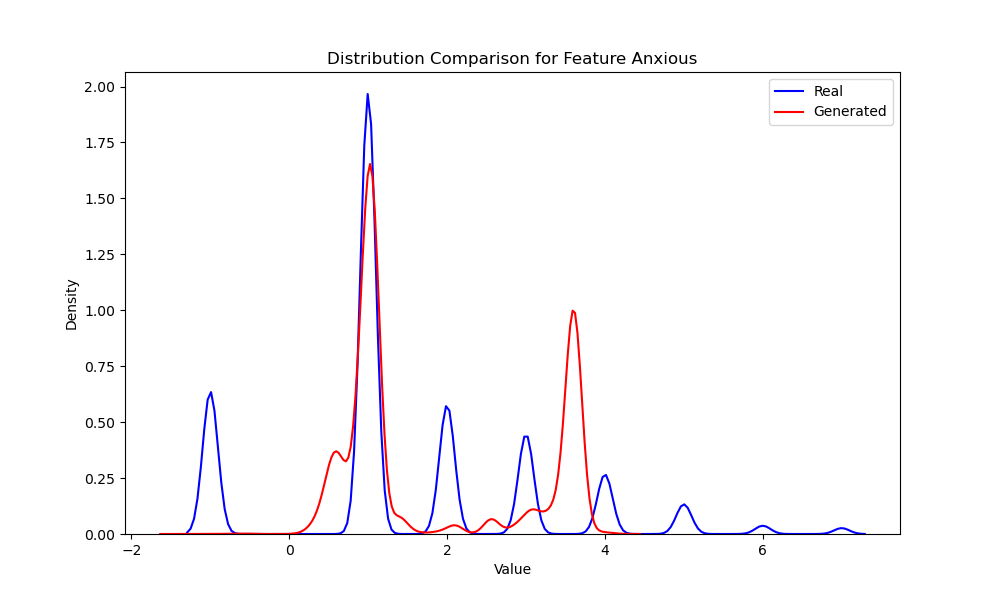 Distribution Comparison for Feature Anxious
Real
Generated
2.00
1.75
1.50
1.25
1.00
0.75
0.50
0.25
0.00
Density
−2
0
2
4
6
Value